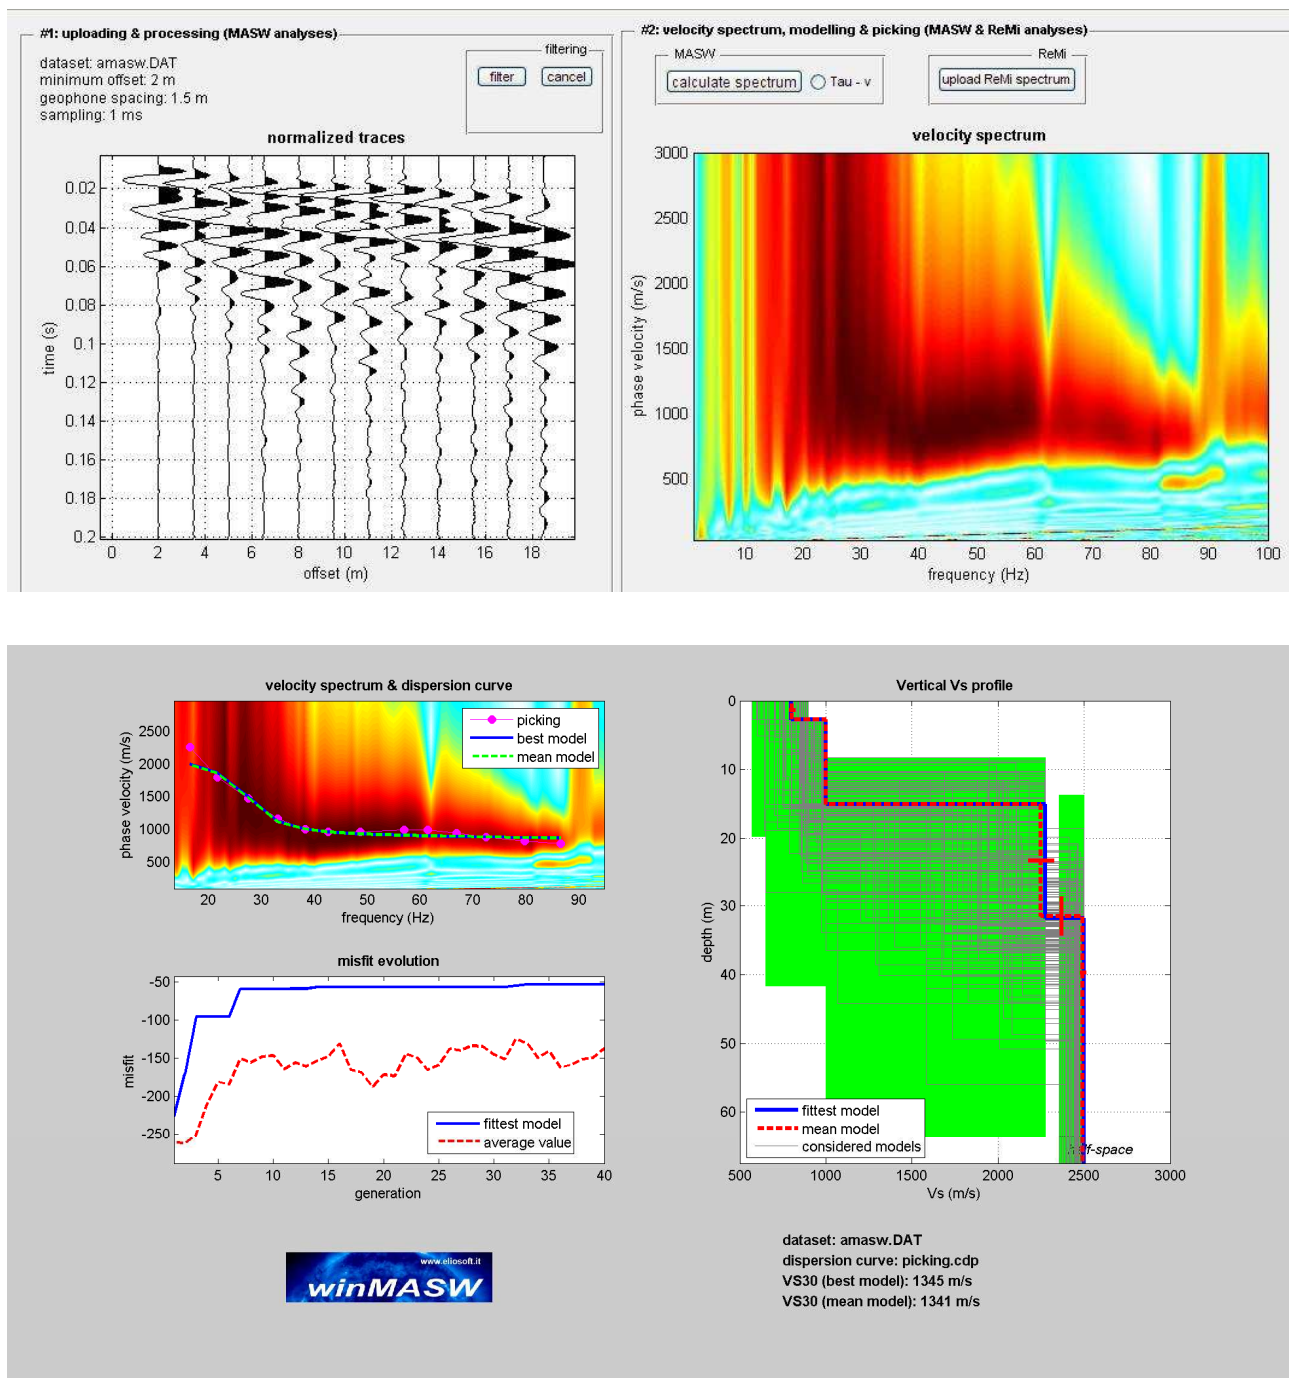 #1: uploading & processing (MASW analyses)
dataset: amasw.DAT
minimum offset: 2 m
geophone spacing: 1.5 m
sampling: 1 ms
filtering
filter cancel
normalized traces
0.02
0.04
0.06
0.08
0.1
0.12
0.14
0.16
0.18
0.2
time (s)
0 2 4 6 8 10 12 14 16 18
offset (m)
#2: velocity spectrum, modelling & picking (MASW & ReMi analyses)
MASW
calculate spectrum Tau - v
ReMi
upload ReMi spectrum
velocity spectrum
3000
2500
2000
1500
1000
500
phase velocity (m/s)
10 20 30 40 50 60 70 80 90 100
frequency (Hz)
velocity spectrum & dispersion curve
2500
2000
1500
1000
500
phase velocity (m/s)
picking
best model
mean model
20 30 40 50 60 70 80 90
frequency (Hz)
misfit evolution
-50
-100
-150
-200
-250
misfit
fittest model
average value
5 10 15 20 25 30 35 40
generation
www.eliosoft.it
winMASW
Vertical Vs profile
0
10
20
30
40
50
60
depth (m)
fittest model
mean model
considered models
half-space
500 1000 1500 2000 2500 3000
Vs (m/s)
dataset: amasw.DAT
dispersion curve: picking.cdp
VS30 (best model): 1345 m/s
VS30 (mean model): 1341 m/s